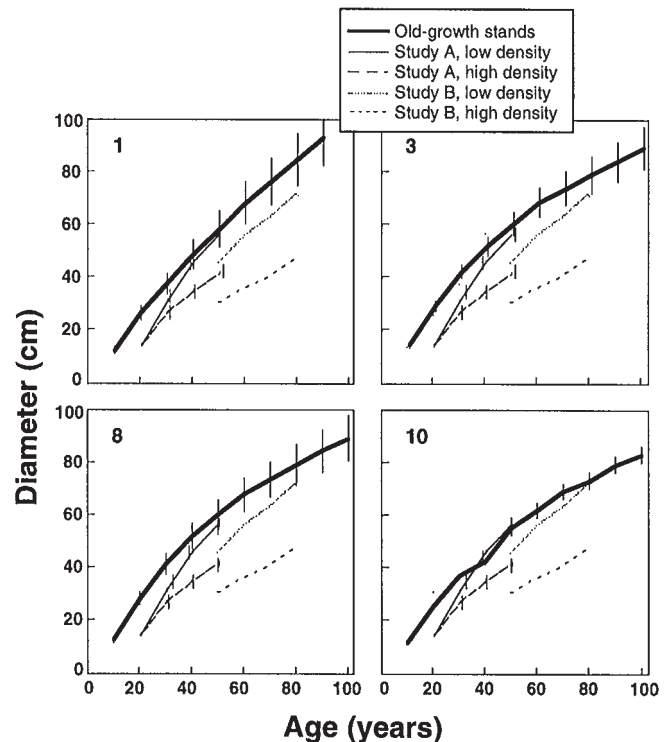 Old-growth stands
Study A, low density
Study A, high density
Study B, low density
Study B, high density
100
80
60
40
20
0
1
3
100
80
60
40
20
0
8
10
0 20 40 60 80 100
0 20 40 60 80 100
Diameter (cm)
Age (years)